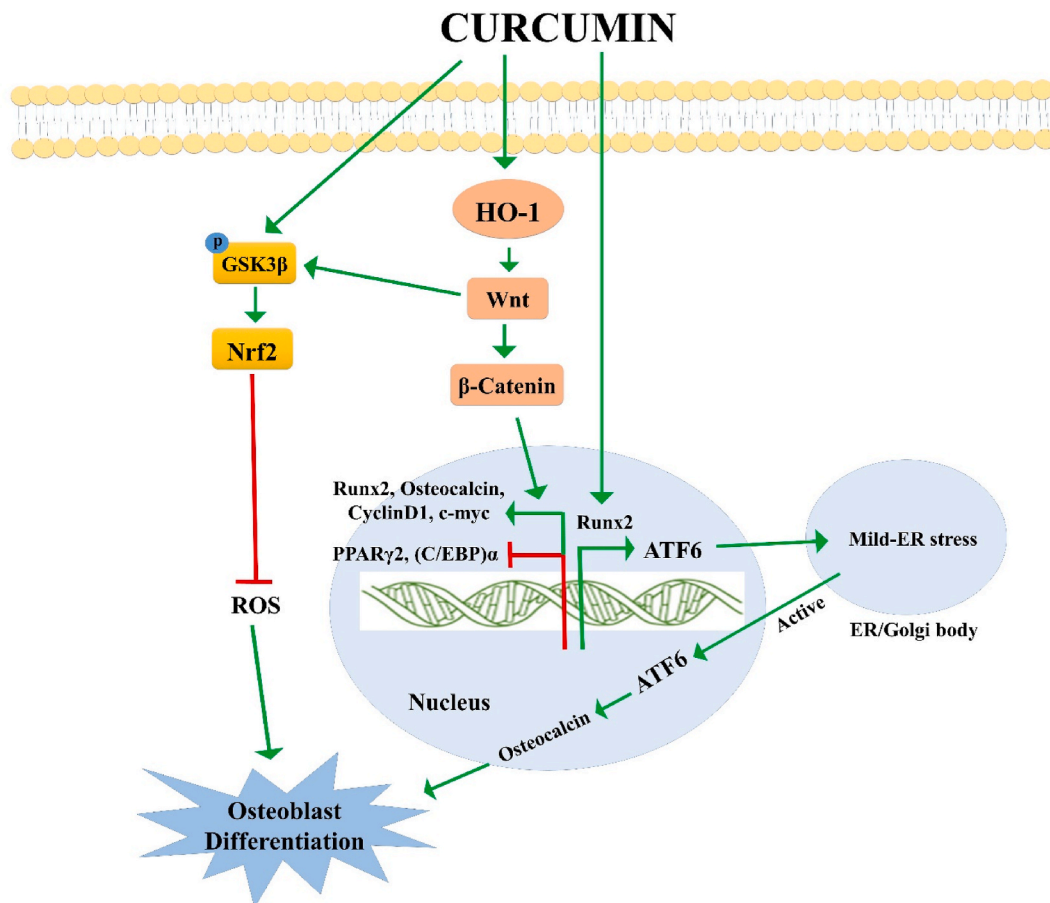 CURCUMIN
HO-1
p
GSK3β
Wnt
Nrf2
β-Catenin
Runx2, Osteocalcin,
CyclinD1, c-myc
Runx2
PPARγ2, (C/EBP)α
ATF6
Mild-ER stress
ROS
Active
ER/Golgi body
ATF6
Nucleus
Osteocalcin
Osteoblast
Differentiation